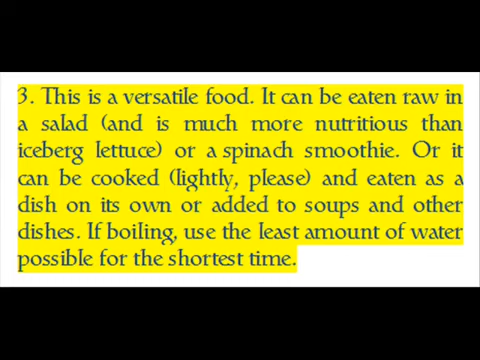 3. This is a versatile food. It can be eaten raw in
a salad (and is much more nutritious than
iceberg lettuce) or a spinach smoothie. Or it
can be cooked (lightly, please) and eaten as a
dish on its own or added to soups and other
dishes. If boiling, use the least amount of water
possible for the shortest time.